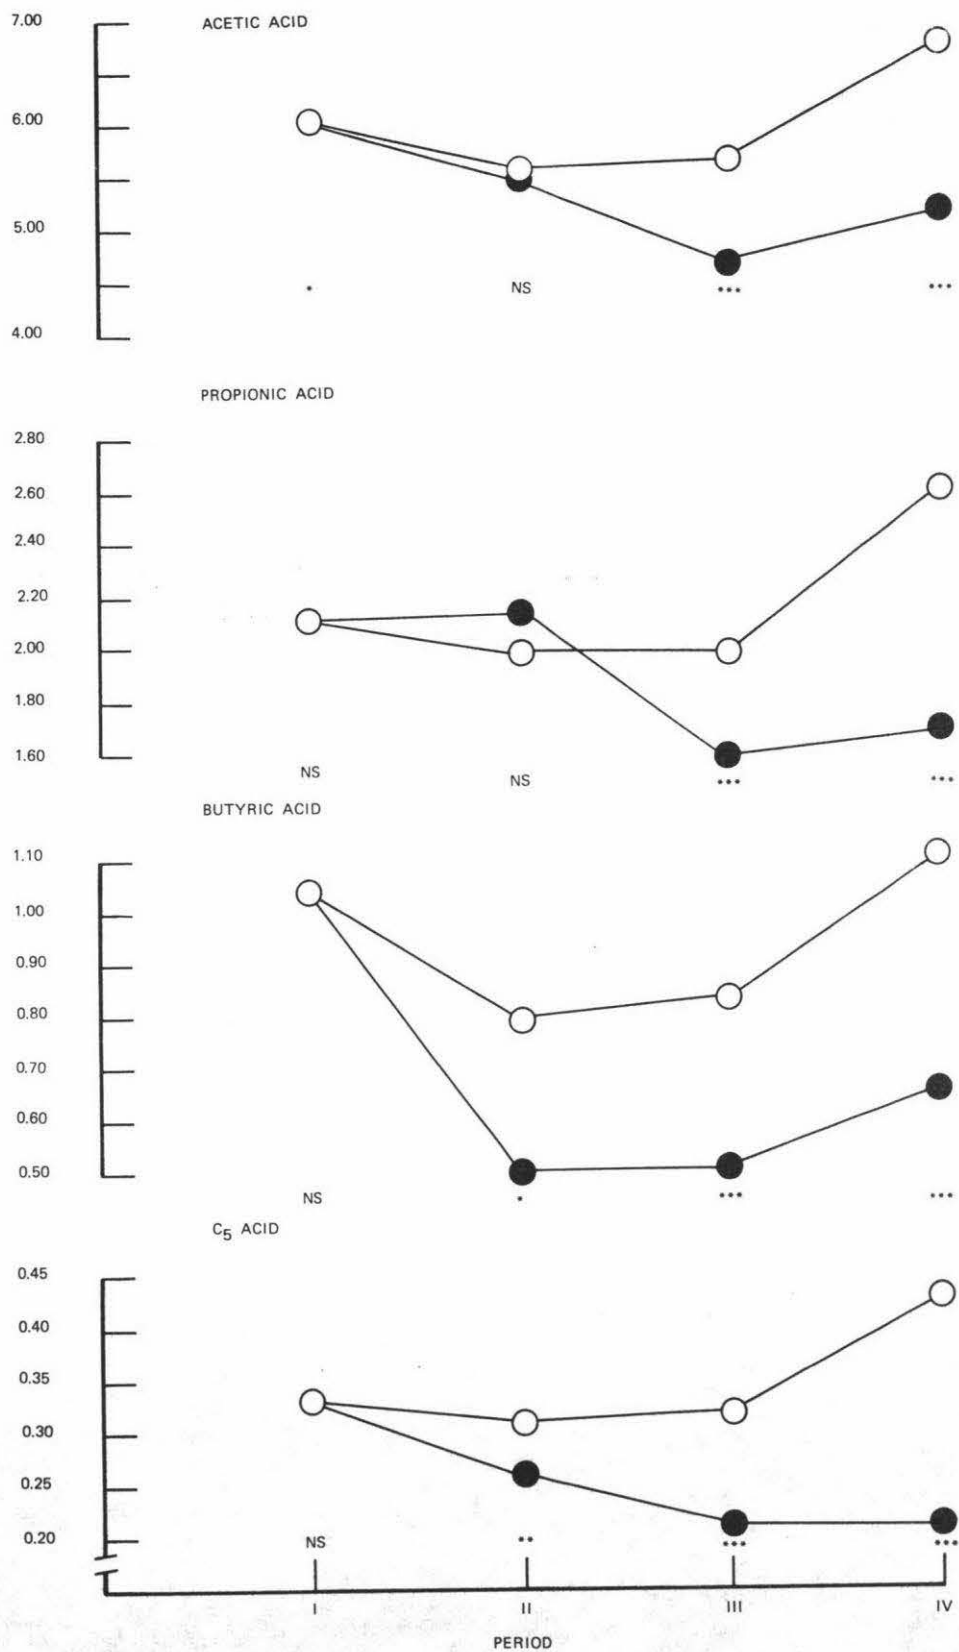 ACETIC ACID
7.00
6.00
5.00
4.00
* NS *** ***
PROPIONIC ACID
2.80
2.60
2.40
2.20
2.00
1.80
1.60
NS NS *** ***
BUTYRIC ACID
1.10
1.00
0.90
0.80
0.70
0.60
0.50
NS * *** ***
C5 ACID
0.45
0.40
0.35
0.30
0.25
0.20
NS ** *** ***
I II III IV
PERIOD